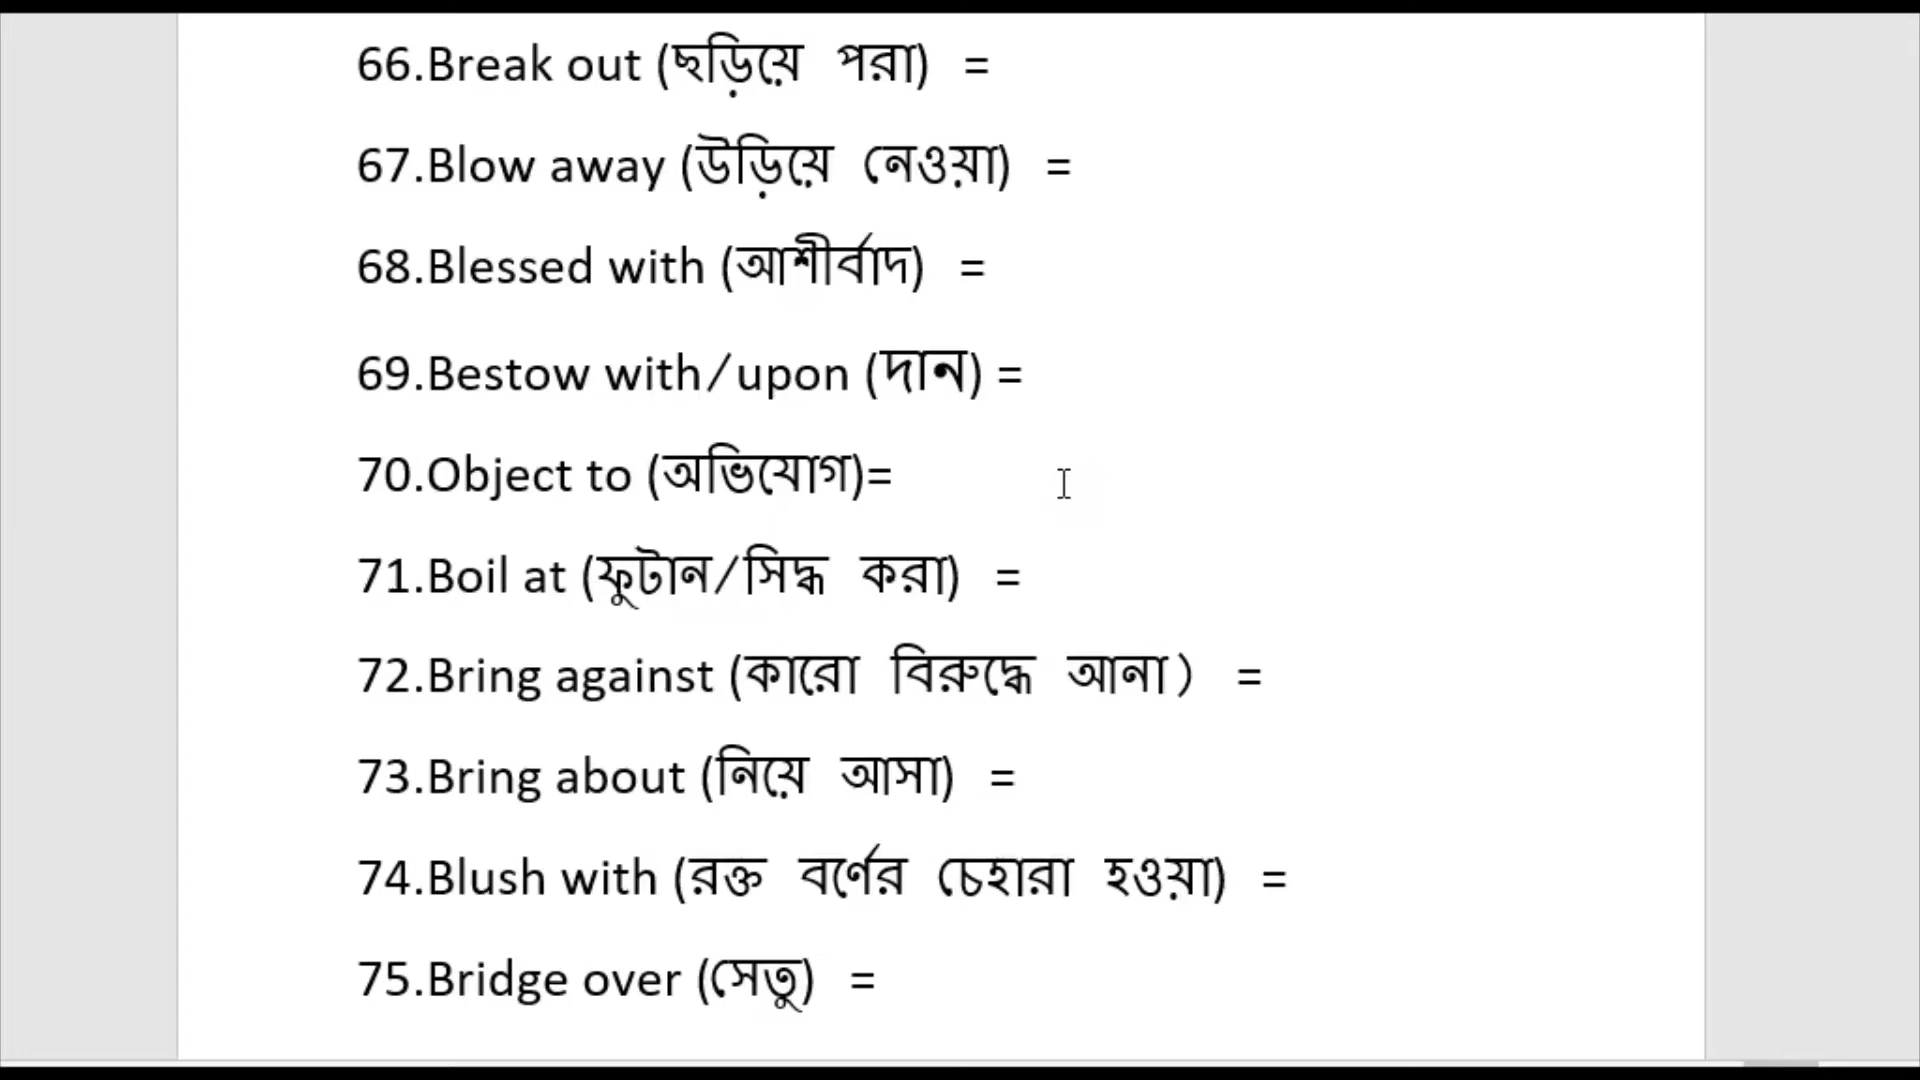 66.Break out (ছড়িয়ে পরা) =
67.Blow away (উড়িয়ে নেওয়া) =
68.Blessed with (আশীর্বাদ) =
69.Bestow with/upon (দান) =
70.Object to (অভিযোগ)=
71.Boil at (ফুটান/সিদ্ধ করা) =
72.Bring against (কারো বিরুদ্ধে আনা) =
73.Bring about (নিয়ে আসা) =
74.Blush with (রক্ত বর্ণের চেহারা হওয়া) =
75.Bridge over (সেতু) =